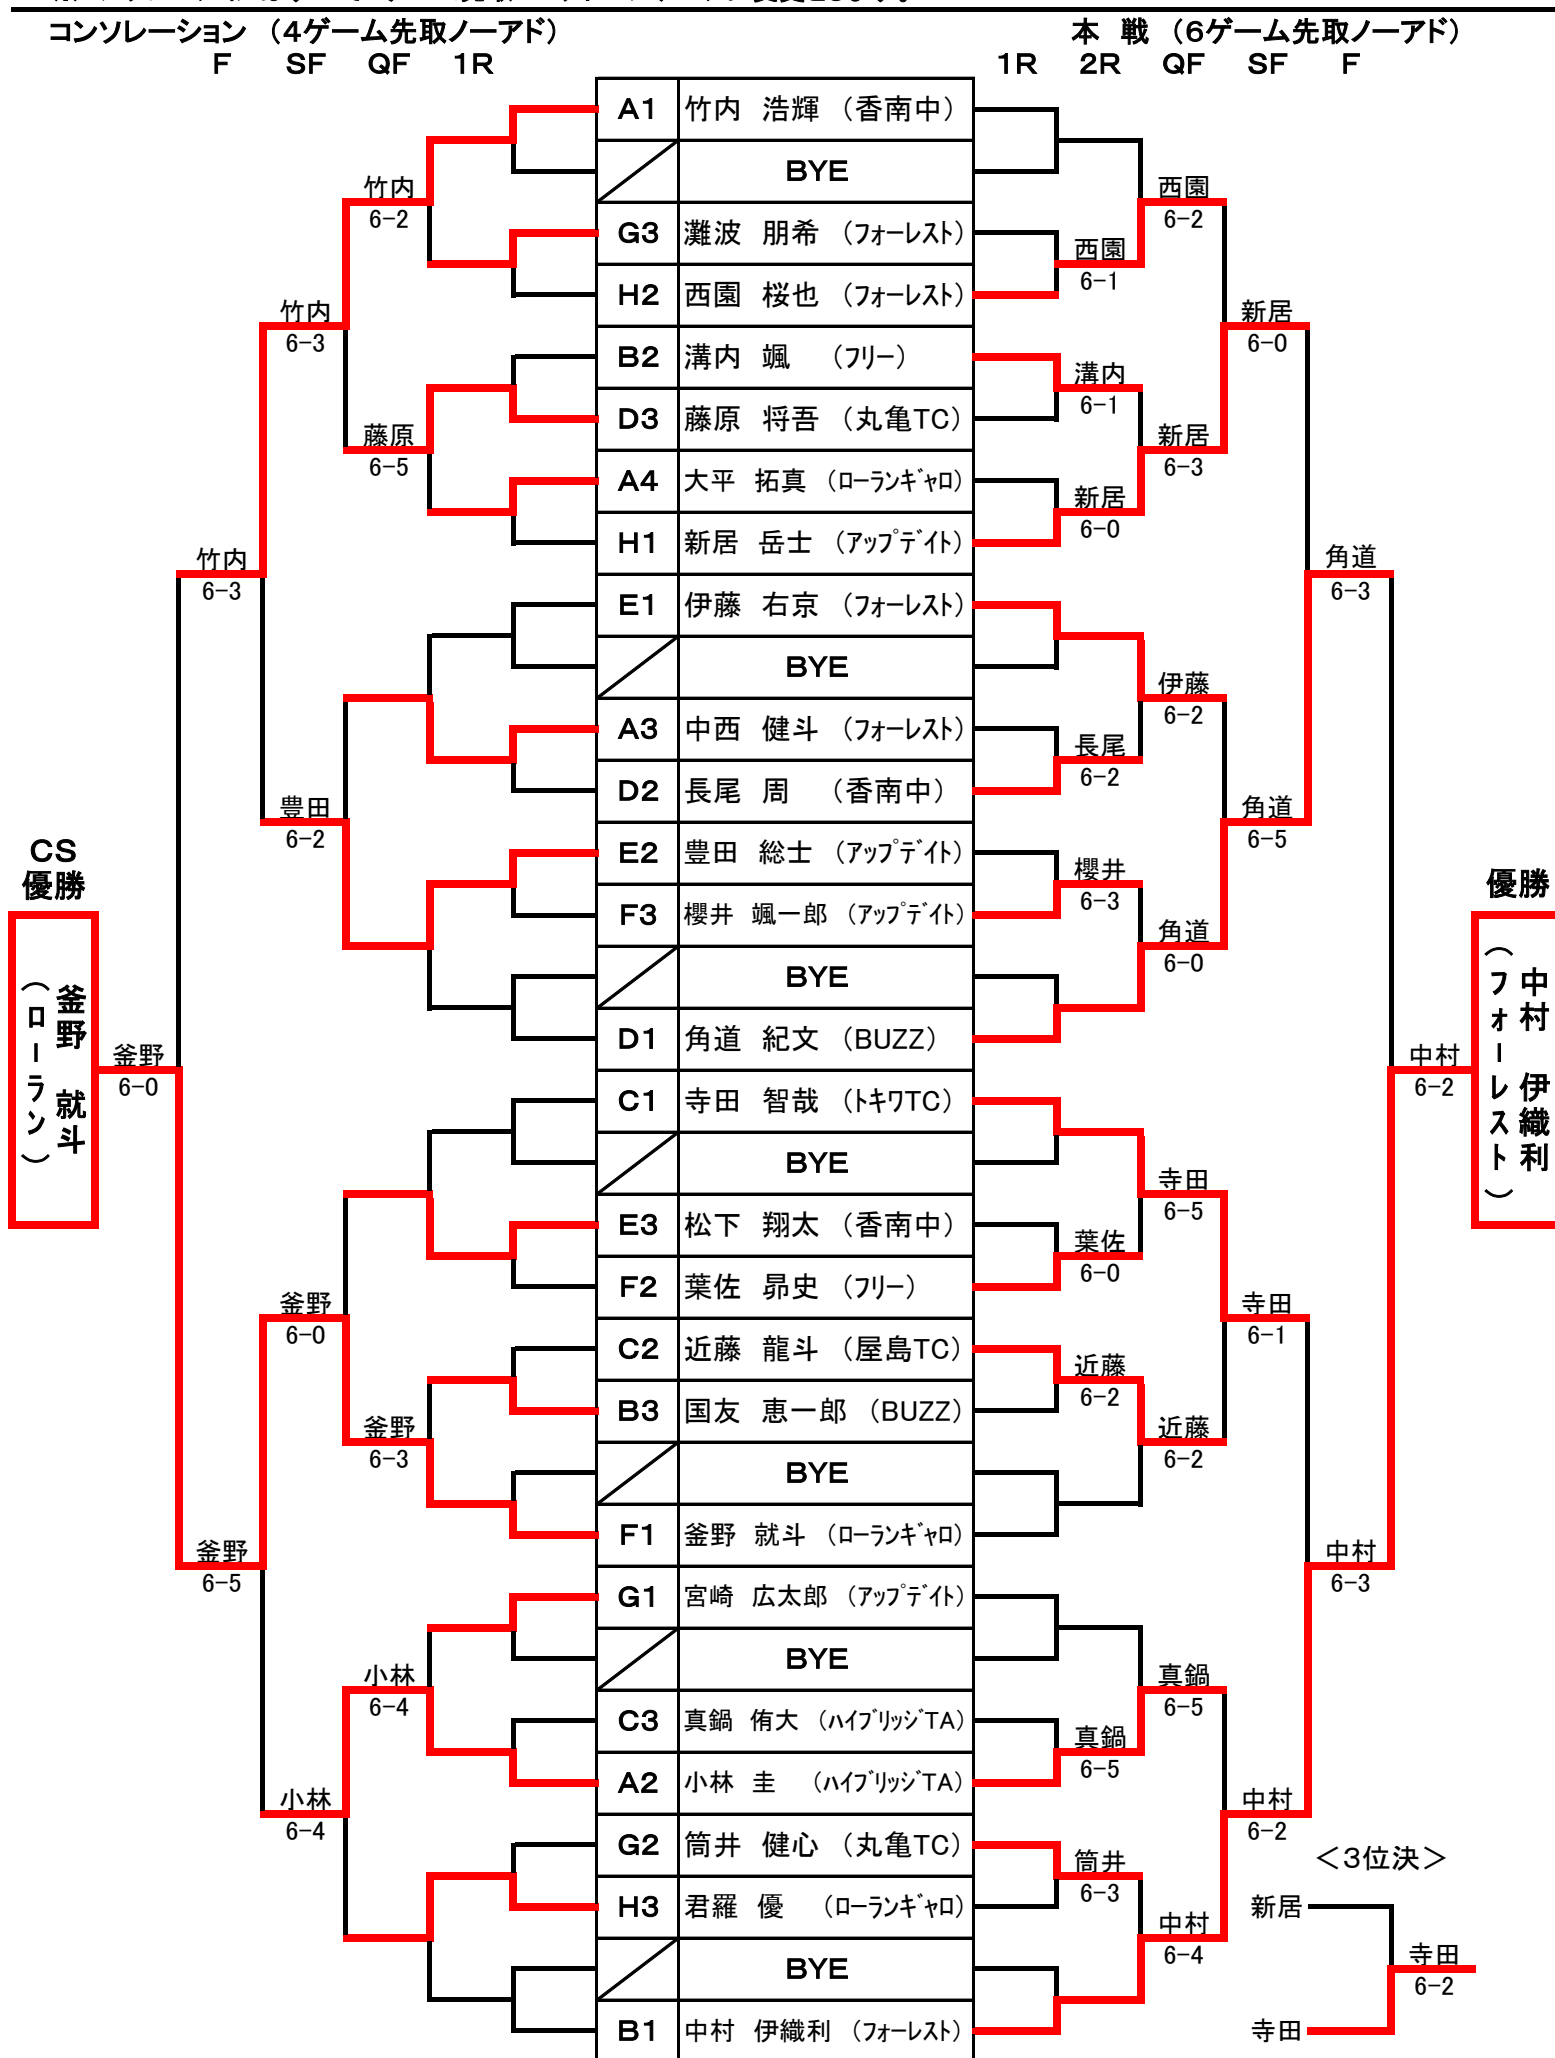 コンソレーション （4ゲーム先取ノーアド）
本　戦 （6ゲーム先取ノーアド）
F SF QF 1R
1R 2R QF SF F
A1 竹内　浩輝 （香南中）
BYE
竹内
6-2
西園
6-2
G3 灘波　朋希 （フォーレスト）
西園
6-1
H2 西園　桜也 （フォーレスト）
竹内
6-3
新居
6-0
B2 溝内　颯　（フリー）
溝内
6-1
D3 藤原　将吾 （丸亀TC）
藤原
6-5
新居
6-3
A4 大平　拓真 （ローランギャロ）
新居
6-0
H1 新居　岳士 （アップデイト）
竹内
6-3
角道
6-3
E1 伊藤　右京 （フォーレスト）
BYE
伊藤
6-2
A3 中西　健斗 （フォーレスト）
長尾
6-2
D2 長尾　周　（香南中）
豊田
6-2
角道
6-5
E2 豊田　総士 （アップデイト）
櫻井
6-3
F3 櫻井　颯一郎 （アップデイト）
角道
6-0
BYE
D1 角道　紀文 （BUZZ）
CS
優勝
釜野　就斗
（ローラン）
釜野
6-0
優勝
中村　伊織利
（フォーレスト）
中村
6-2
C1 寺田　智哉 （トキワTC）
BYE
寺田
6-5
E3 松下　翔太 （香南中）
葉佐
6-0
F2 葉佐　昴史 （フリー）
釜野
6-0
寺田
6-1
C2 近藤　龍斗 （屋島TC）
近藤
6-2
B3 国友　恵一郎 （BUZZ）
釜野
6-3
近藤
6-2
BYE
F1 釜野　就斗 （ローランギャロ）
釜野
6-5
中村
6-3
G1 宮崎　広太郎 （アップデイト）
BYE
小林
6-4
真鍋
6-5
C3 真鍋　侑大 （ハイブリッジTA）
真鍋
6-5
A2 小林　圭　（ハイブリッジTA）
小林
6-4
中村
6-2
G2 筒井　健心 （丸亀TC）
筒井
6-3
＜3位決＞
H3 君羅　優　（ローランギャロ）
新居
中村
6-4
BYE
寺田
6-2
B1 中村　伊織利 （フォーレスト）
寺田